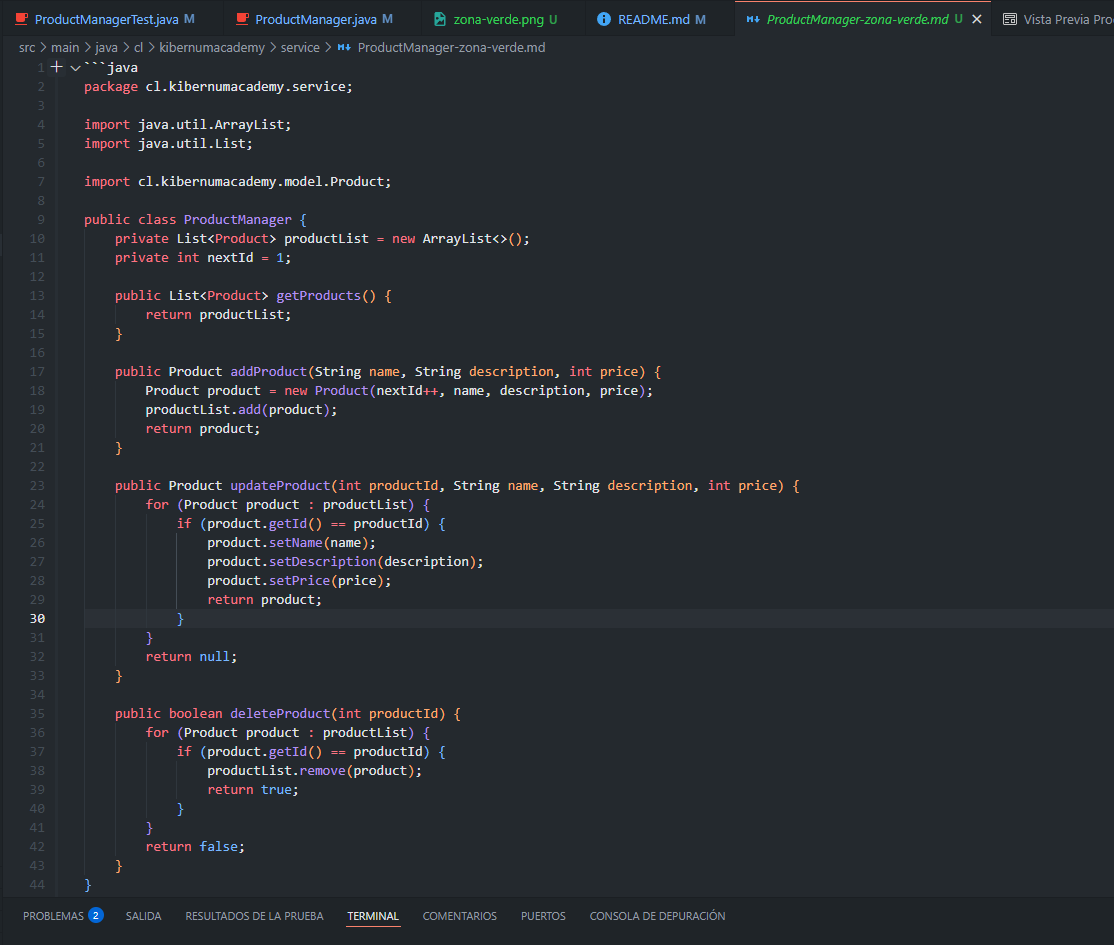 ProductManagerTest.java M ProductManager.java M zona-verde.png U README.md M ProductManager-zona-verde.md U Vista Previa Pro
src > main > java > cl > kibernumacademy > service > ProductManager-zona-verde.md
1 ```java
2 package cl.kibernumacademy.service;
3
4 import java.util.ArrayList;
5 import java.util.List;
6
7 import cl.kibernumacademy.model.Product;
8
9 public class ProductManager {
10     private List<Product> productList = new ArrayList<>();
11     private int nextId = 1;
12
13     public List<Product> getProducts() {
14         return productList;
15     }
16
17     public Product addProduct(String name, String description, int price) {
18         Product product = new Product(nextId++, name, description, price);
19         productList.add(product);
20         return product;
21     }
22
23     public Product updateProduct(int productId, String name, String description, int price) {
24         for (Product product : productList) {
25             if (product.getId() == productId) {
26                 product.setName(name);
27                 product.setDescription(description);
28                 product.setPrice(price);
29                 return product;
30             }
31         }
32         return null;
33     }
34
35     public boolean deleteProduct(int productId) {
36         for (Product product : productList) {
37             if (product.getId() == productId) {
38                 productList.remove(product);
39                 return true;
40             }
41         }
42         return false;
43     }
44 }
PROBLEMAS 2 SALIDA RESULTADOS DE LA PRUEBA TERMINAL COMENTARIOS PUERTOS CONSOLA DE DEPURACIÓN